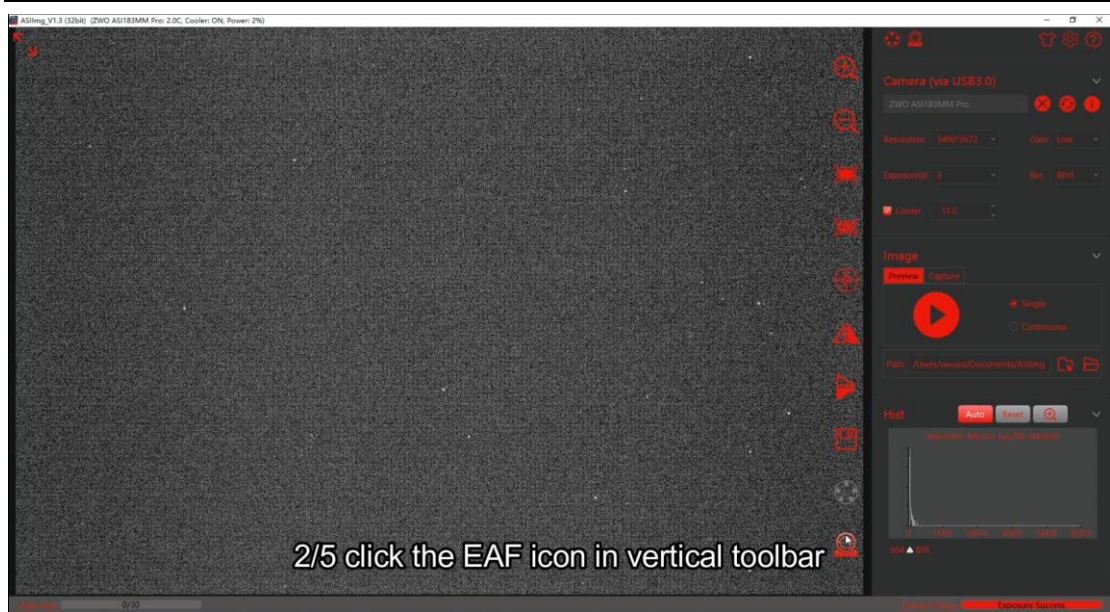 ASIImg_V1.3 (32bit) (ZWO ASI183MM Pro: 2.0C, Cooler: ON, Power: 2%)
Camera (via USB3.0)
ZWO ASI183MM Pro
Resolution 5496*3672 Gain Low
Exposure(s) 2 Bin Bin1
Cooler -11 C
Image
Preview Capture
Single
Continuous
Path /Users/zwoasi/Documents/ASIImg
Hist Auto Reset
0
2/5 click the EAF icon in vertical toolbar
0/30
Exposure Success